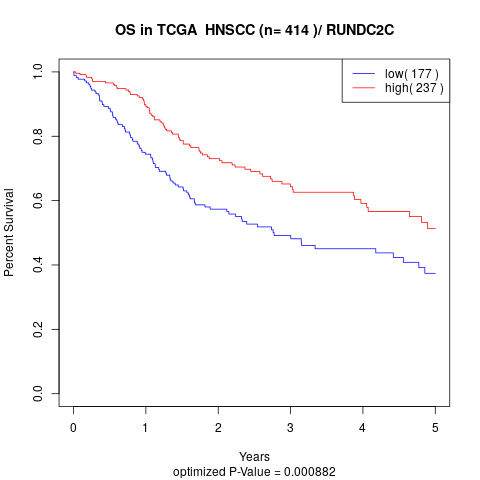 OS in TCGA  HNSCC (n= 414 )/ RUNDC2C
low( 177 )
high( 237 )
Percent Survival
1.0
0.8
0.6
0.4
0.2
0.0
0 1 2 3 4 5
Years
optimized P-Value = 0.000882